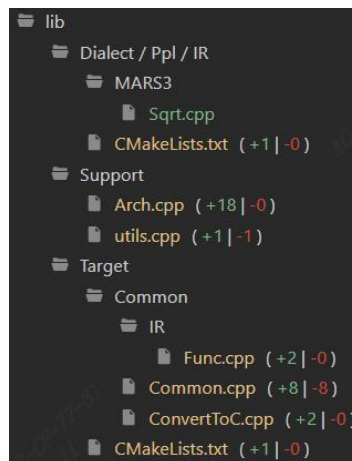 lib
Dialect / Ppl / IR
MARS3
Sqrt.cpp
CMakeLists.txt (+1|-0)
Support
Arch.cpp (+18|-0)
utils.cpp (+1|-1)
Target
Common
IR
Func.cpp (+2|-0)
Common.cpp (+8|-8)
ConvertToC.cpp (+2|-0)
CMakeLists.txt (+1|-0)